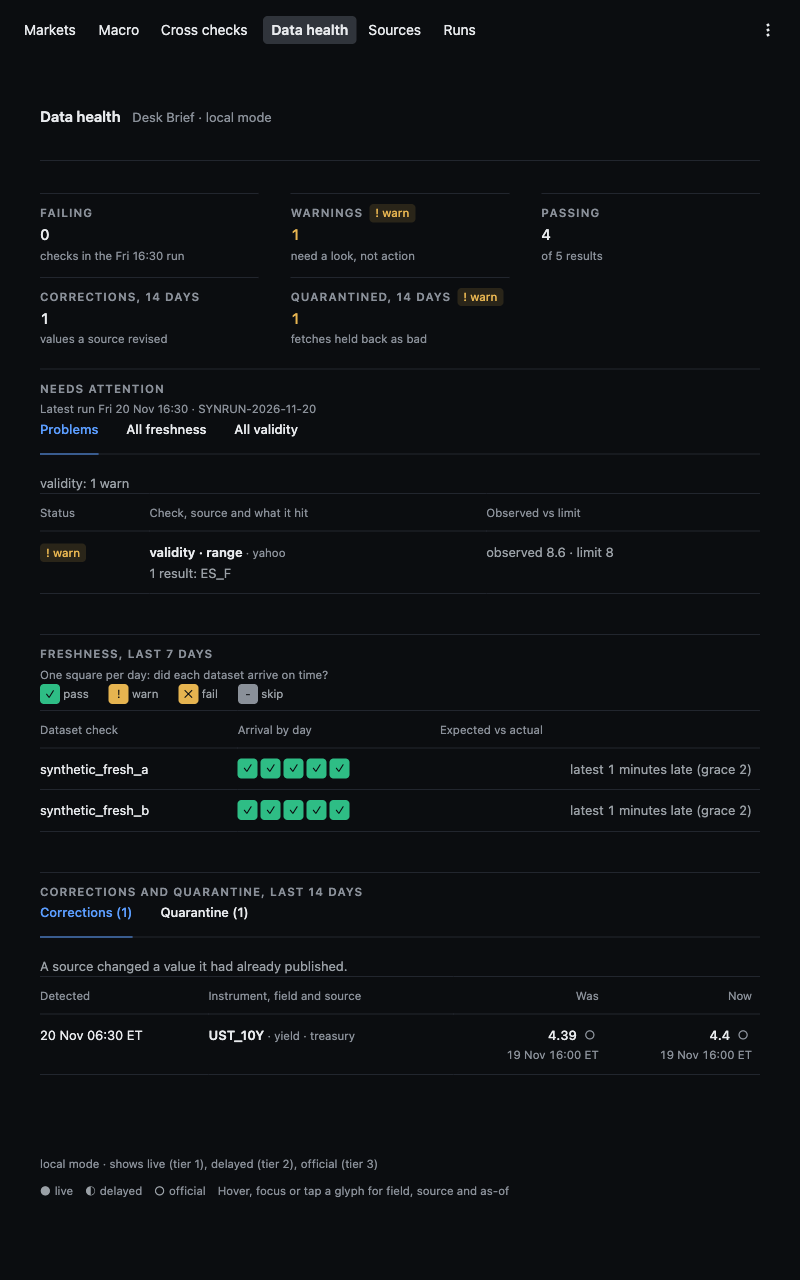 Markets Macro Cross checks Data health Sources Runs
Data health Desk Brief · local mode
FAILING
0
checks in the Fri 16:30 run
WARNINGS ! warn
1
need a look, not action
PASSING
4
of 5 results
CORRECTIONS, 14 DAYS
1
values a source revised
QUARANTINED, 14 DAYS ! warn
1
fetches held back as bad
NEEDS ATTENTION
Latest run Fri 20 Nov 16:30 · SYNRUN-2026-11-20
Problems All freshness All validity
validity: 1 warn
Status Check, source and what it hit Observed vs limit
! warn validity · range · yahoo observed 8.6 · limit 8
1 result: ES_F
FRESHNESS, LAST 7 DAYS
One square per day: did each dataset arrive on time?
✓ pass ! warn ✕ fail - skip
Dataset check Arrival by day Expected vs actual
synthetic_fresh_a ✓ ✓ ✓ ✓ ✓ latest 1 minutes late (grace 2)
synthetic_fresh_b ✓ ✓ ✓ ✓ ✓ latest 1 minutes late (grace 2)
CORRECTIONS AND QUARANTINE, LAST 14 DAYS
Corrections (1) Quarantine (1)
A source changed a value it had already published.
Detected Instrument, field and source Was Now
20 Nov 06:30 ET UST_10Y · yield · treasury 4.39 4.4
19 Nov 16:00 ET 19 Nov 16:00 ET
local mode · shows live (tier 1), delayed (tier 2), official (tier 3)
live delayed official Hover, focus or tap a glyph for field, source and as-of